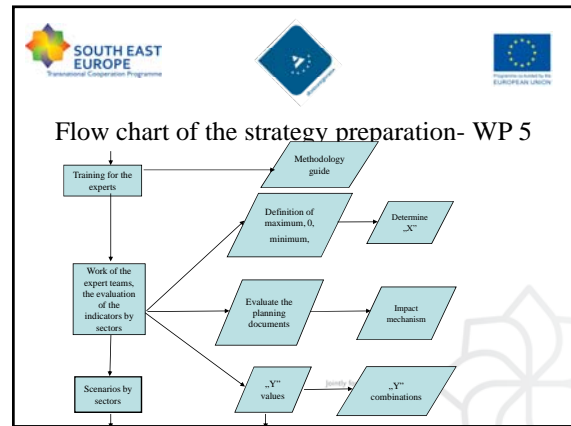 SOUTH EAST
EUROPE
Transnational Cooperation Programme
Programme co-funded by the
EUROPEAN UNION
Flow chart of the strategy preparation- WP 5
Training for the
experts
Methodology
guide
Definition of
maximum, 0,
minimum,
Determine
„X”
Work of the
expert teams,
the evaluation
of the
indicators by
sectors
Evaluate the
planning
documents
Impact
mechanism
Scenarios by
sectors
„Y”
values
„Y”
combinations
Jointly for